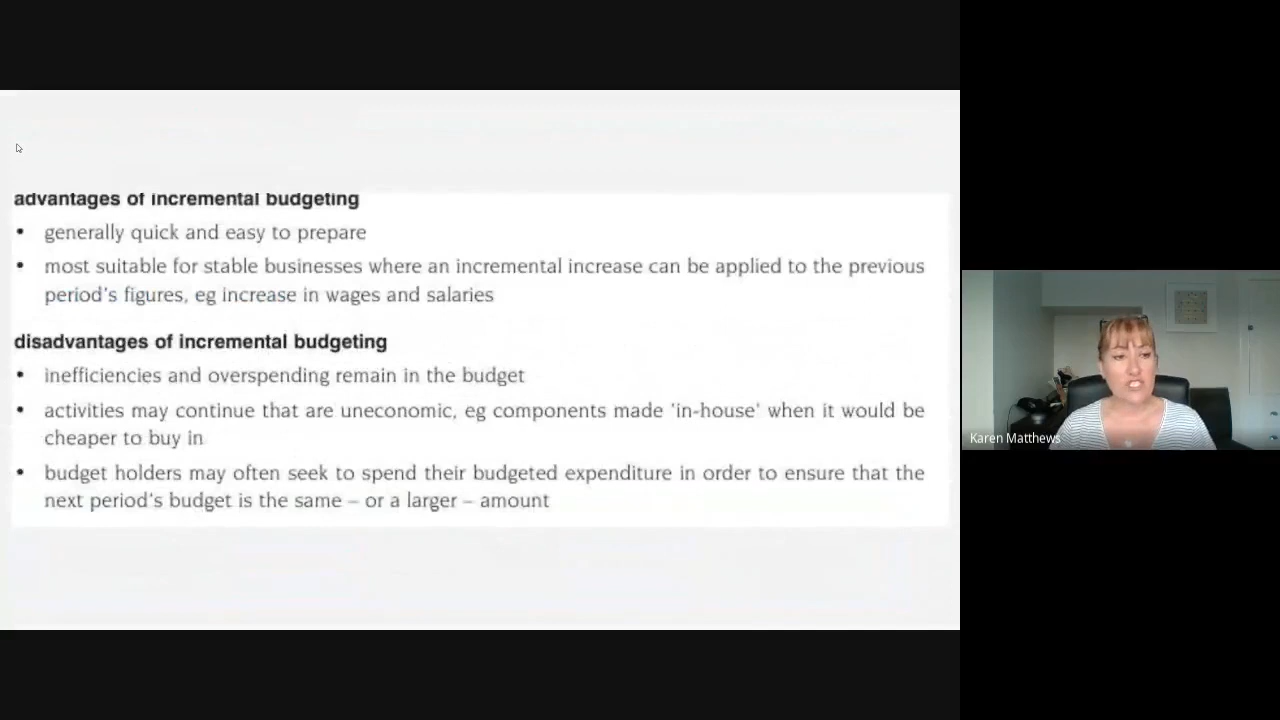 advantages of incremental budgeting
• generally quick and easy to prepare
• most suitable for stable businesses where an incremental increase can be applied to the previous
period's figures, eg increase in wages and salaries
disadvantages of incremental budgeting
• inefficiencies and overspending remain in the budget
• activities may continue that are uneconomic, eg components made 'in-house' when it would be
cheaper to buy in
• budget holders may often seek to spend their budgeted expenditure in order to ensure that the
next period's budget is the same – or a larger – amount
Karen Matthews